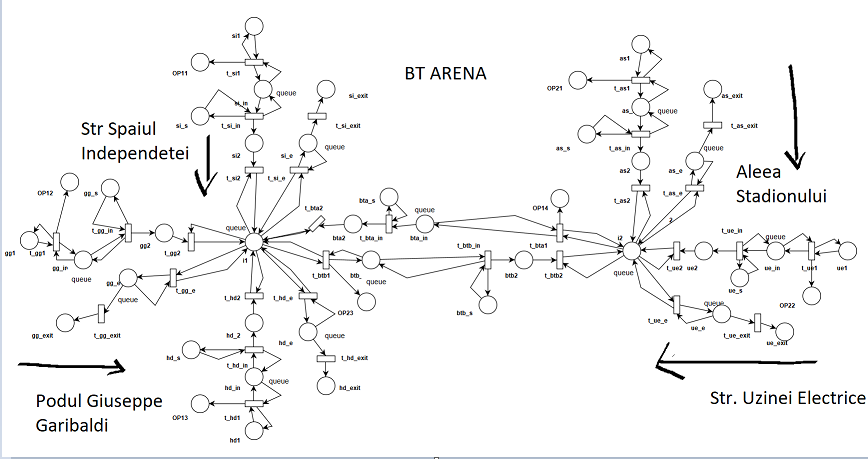 si1
as1
BT ARENA
OP11
t_si1
OP21
t_as1
queue
si_exit
as_exit
si_in
as_
queue
si_s
t_si_in
t_si_exit
t_as_exit
Str Spaiul
Independetei
as_s
t_as_in
queue
queue
si2
si_e
as2
as_e
Aleea
Stadionului
t_si2
t_si_e
t_as_e
OP12
gg_s
bta_s
t_as2
t_bta2
queue
OP14
2
t_gg_in
queue
t_ue_in
queue
gg1
t_gg1
gg2
t_gg2
bta2
t_bta_in
bta_in
t_btb_in
t_bta1
i2
gg_in
i1
t_btb1
btb_
btb2
t_btb2
queue
t_ue2
ue2
ue_in
t_ue1
ue1
queue
gg_e
t_gg_e
queue
ue_s
queue
t_hd2
t_hd_e
OP23
btb_s
queue
OP22
gg_exit
t_gg_exit
hd_2
hd_e
queue
t_ue_e
ue_e
t_ue_exit
ue_exit
hd_s
t_hd_in
t_hd_exit
hd_in
queue
hd_exit
Podul Giuseppe
Garibaldi
Str. Uzinei Electrice
OP13
t_hd1
hd1